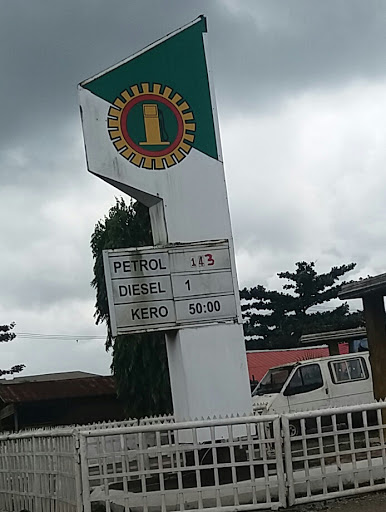 PETROL 143
DIESEL 1
KERO 50:00